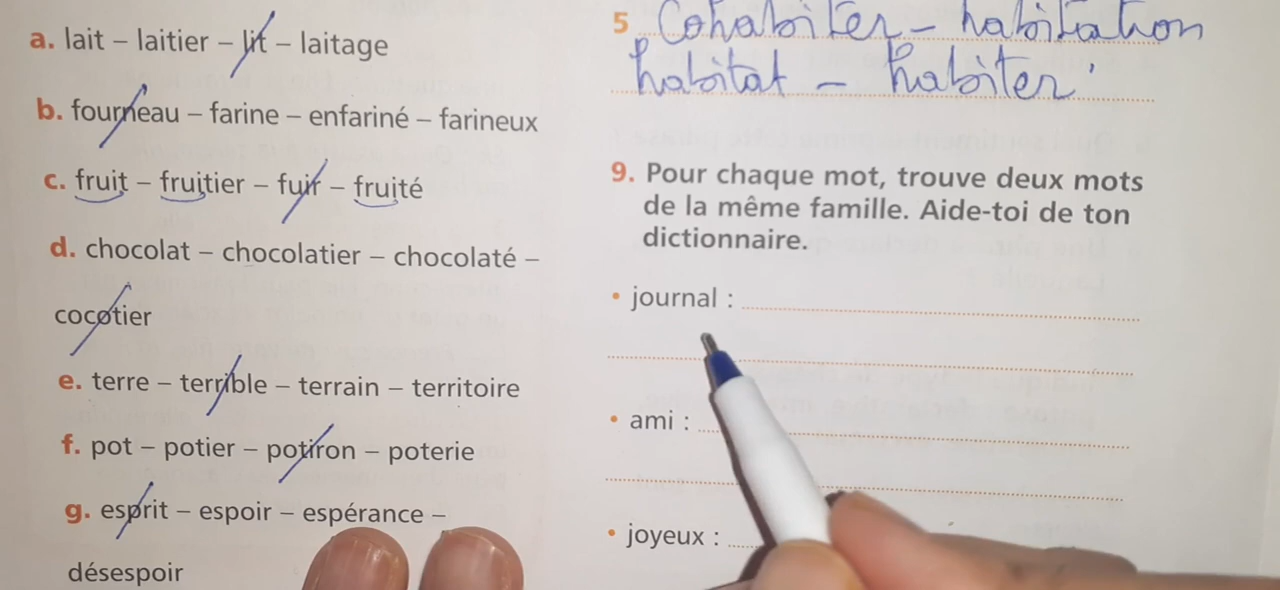 a. lait – laitier – lit – laitage
b. fourneau – farine – enfariné – farineux
c. fruit – fruitier – fuir – fruité
d. chocolat – chocolatier – chocolaté –
cocotier
e. terre – terrible – terrain – territoire
f. pot – potier – potiron – poterie
g. esprit – espoir – espérance –
désespoir
5 Cohabiter – habitation
habitat – habiter
9. Pour chaque mot, trouve deux mots
de la même famille. Aide-toi de ton
dictionnaire.
• journal :
• ami :
• joyeux :